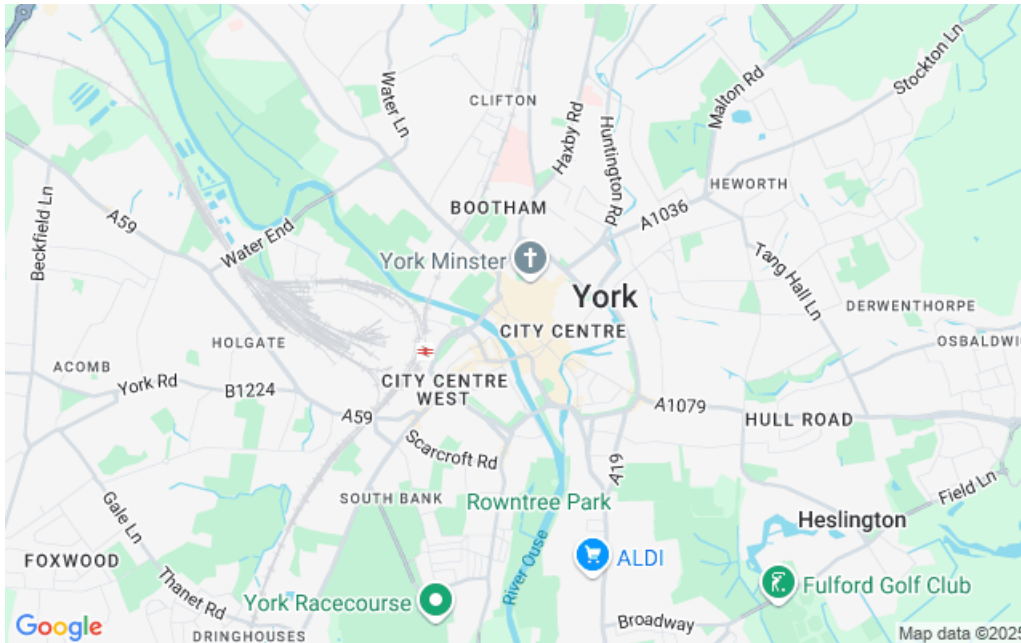 CLIFTON
Water Ln
Haxby Rd
Huntington Rd
Malton Rd
Stockton Ln
HEWORTH
BOOTHAM
A1036
Beckfield Ln
A59
Water End
York Minster
York
CITY CENTRE
Tang Hall Ln
DERWENTHORPE
HOLGATE
OSBALDWIC
ACOMB
York Rd
B1224
CITY CENTRE
WEST
A59
A1079
HULL ROAD
Scarcroft Rd
A19
SOUTH BANK
Rowntree Park
Field Ln
Heslington
Gale Ln
FOXWOOD
River Ouse
ALDI
Fulford Golf Club
Thanet Rd
York Racecourse
Broadway
Google
DRINGHOUSES
Map data ©2025